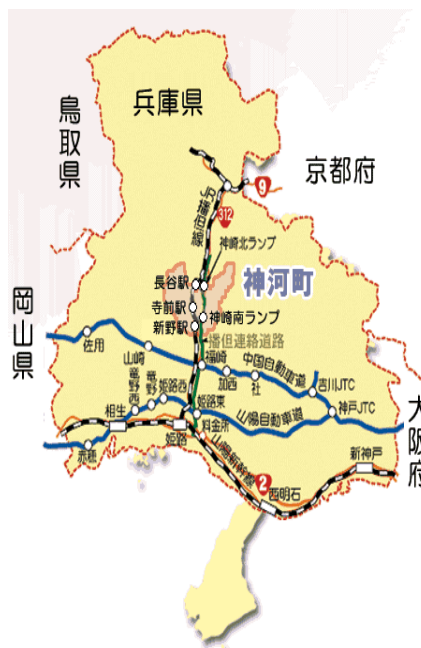 兵庫県
鳥取県
京都府
9
JR播但線
312
神崎北ランプ
長谷駅
神河町
寺前駅
神崎南ランプ
新野駅
岡山県
播但連絡道路
佐用
山崎
福崎
中国自動車道
加西
社
吉川JTC
竜野西
竜野
姫路西
姫路東
山陽自動車道
神戸JTC
大阪府
相生
料金所
姫路
赤穂
山陽新幹線
新神戸
2
西明石